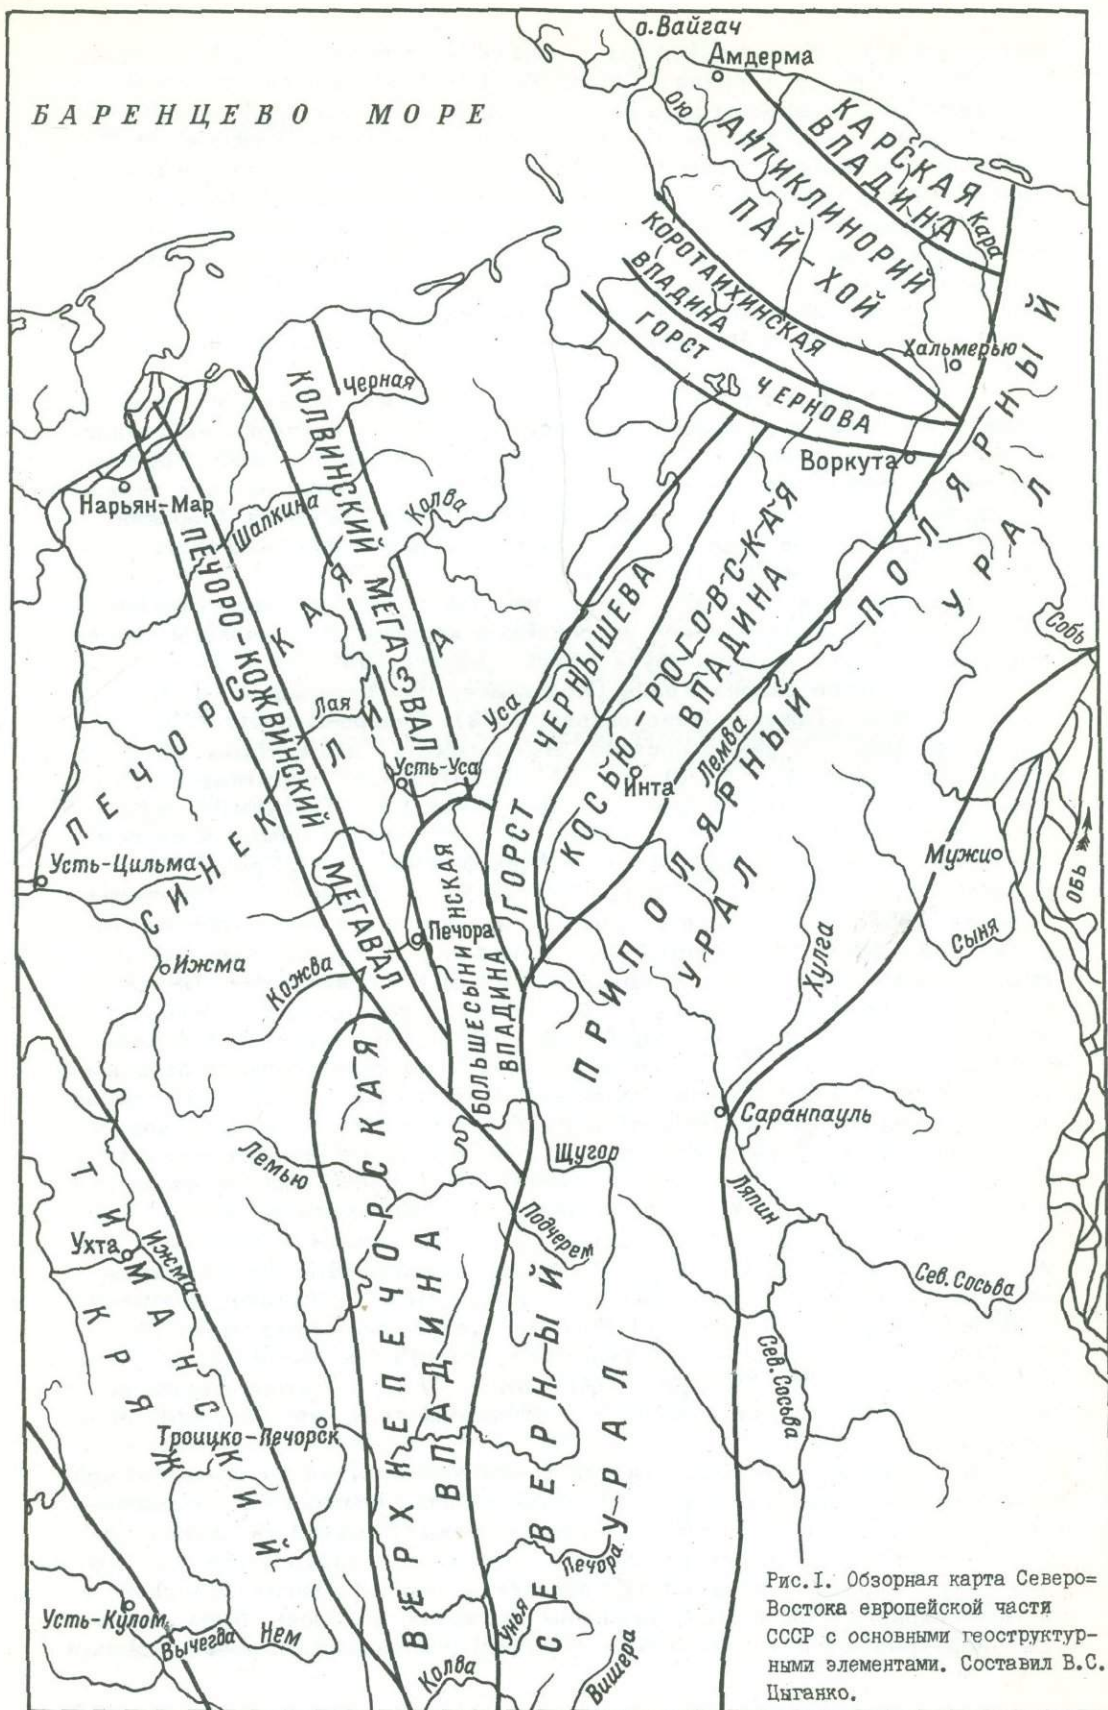 о.Вайгач
Амдерма
БАРЕНЦЕВО МОРЕ
Ою
КАРСКАЯ
ВПАДИНА
Кара
АНТИКЛИНОРИЙ
ПАЙ-ХОЙ
КОРОТАИХИНСКАЯ
ВПАДИНА
ГОРСТ ЧЕРНОВА
Хальмерью
Воркута
Черная
КОЛВИНСКИЙ МЕГАВАЛ
Колва
Нарьян-Мар
Шапкина
ПЕЧОРО-КОЖВИНСКИЙ МЕГАВАЛ
ПЕЧОРСКАЯ
СИНЕКЛИЗА
Лая
Уса
Усть-Уса
ГОРСТ ЧЕРНЫШЕВА
КОСЬЮ-РОГОВСКАЯ
ВПАДИНА
Инта
Лемва
ПОЛЯРНЫЙ
УРАЛ
Собь
ПРИПОЛЯРНЫЙ
УРАЛ
Мужи
Обь
Сыня
Хулга
Усть-Цильма
Ижма
Кожва
Печора
БОЛЬШЕСЫНИНСКАЯ
ВПАДИНА
Саранпауль
Щугор
Лемью
Подчерем
Ляпин
Сев. Сосьва
Сев. Сосьва
ТИМАНСКИЙ
КРЯЖ
Ухта
Ижма
Троицко-Печорск
ВЕРХНЕПЕЧОРСКАЯ
ВПАДИНА
СЕВЕРНЫЙ
УРАЛ
Печора
Унья
Усть-Кулом
Вычегда
Нем
Колва
Вишера
Рис.I. Обзорная карта Северо=
Востока европейской части
СССР с основными геоструктур-
ными элементами. Составил В.С.
Цыганко.